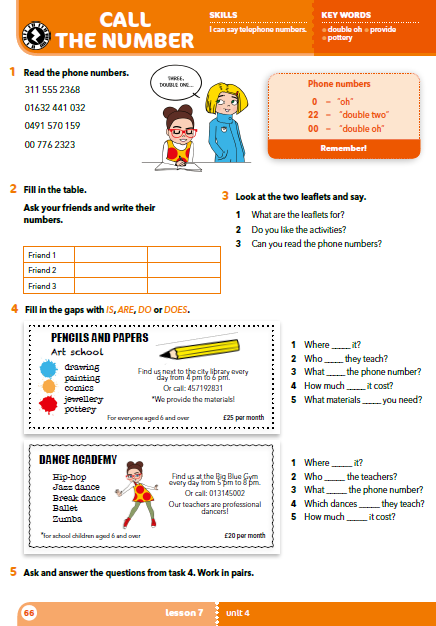 CALL
THE NUMBER
SKILLS
I can say telephone numbers.
KEY WORDS
double oh provide
pottery
1 Read the phone numbers.
311 555 2368
01632 441 032
0491 570 159
00 776 2323
THREE,
DOUBLE ONE...
Phone numbers
0 – "oh"
22 – "double two"
00 – "double oh"
Remember!
2 Fill in the table.
Ask your friends and write their
numbers.
Friend 1
Friend 2
Friend 3
3 Look at the two leaflets and say.
1 What are the leaflets for?
2 Do you like the activities?
3 Can you read the phone numbers?
4 Fill in the gaps with IS, ARE, DO or DOES.
PENCILS AND PAPERS
Art school
drawing
painting
comics
jewellery
pottery
Find us next to the city library every
day from 4 pm to 6 pm.
Or call: 457192831
*We provide the materials!
For everyone aged 6 and over
£25 per month
1 Where _____ it?
2 Who _____ they teach?
3 What _____ the phone number?
4 How much _____ it cost?
5 What materials _____ you need?
DANCE ACADEMY
Hip-hop
Jazz dance
Break dance
Ballet
Zumba
Find us at the Big Blue Gym
every day from 5 pm to 8 pm.
Or call: 013145002
Our teachers are professional
dancers!
*for school children aged 6 and over
£20 per month
1 Where _____ it?
2 Who _____ the teachers?
3 What _____ the phone number?
4 Which dances _____ they teach?
5 How much _____ it cost?
5 Ask and answer the questions from task 4. Work in pairs.
66
lesson 7
unit 4